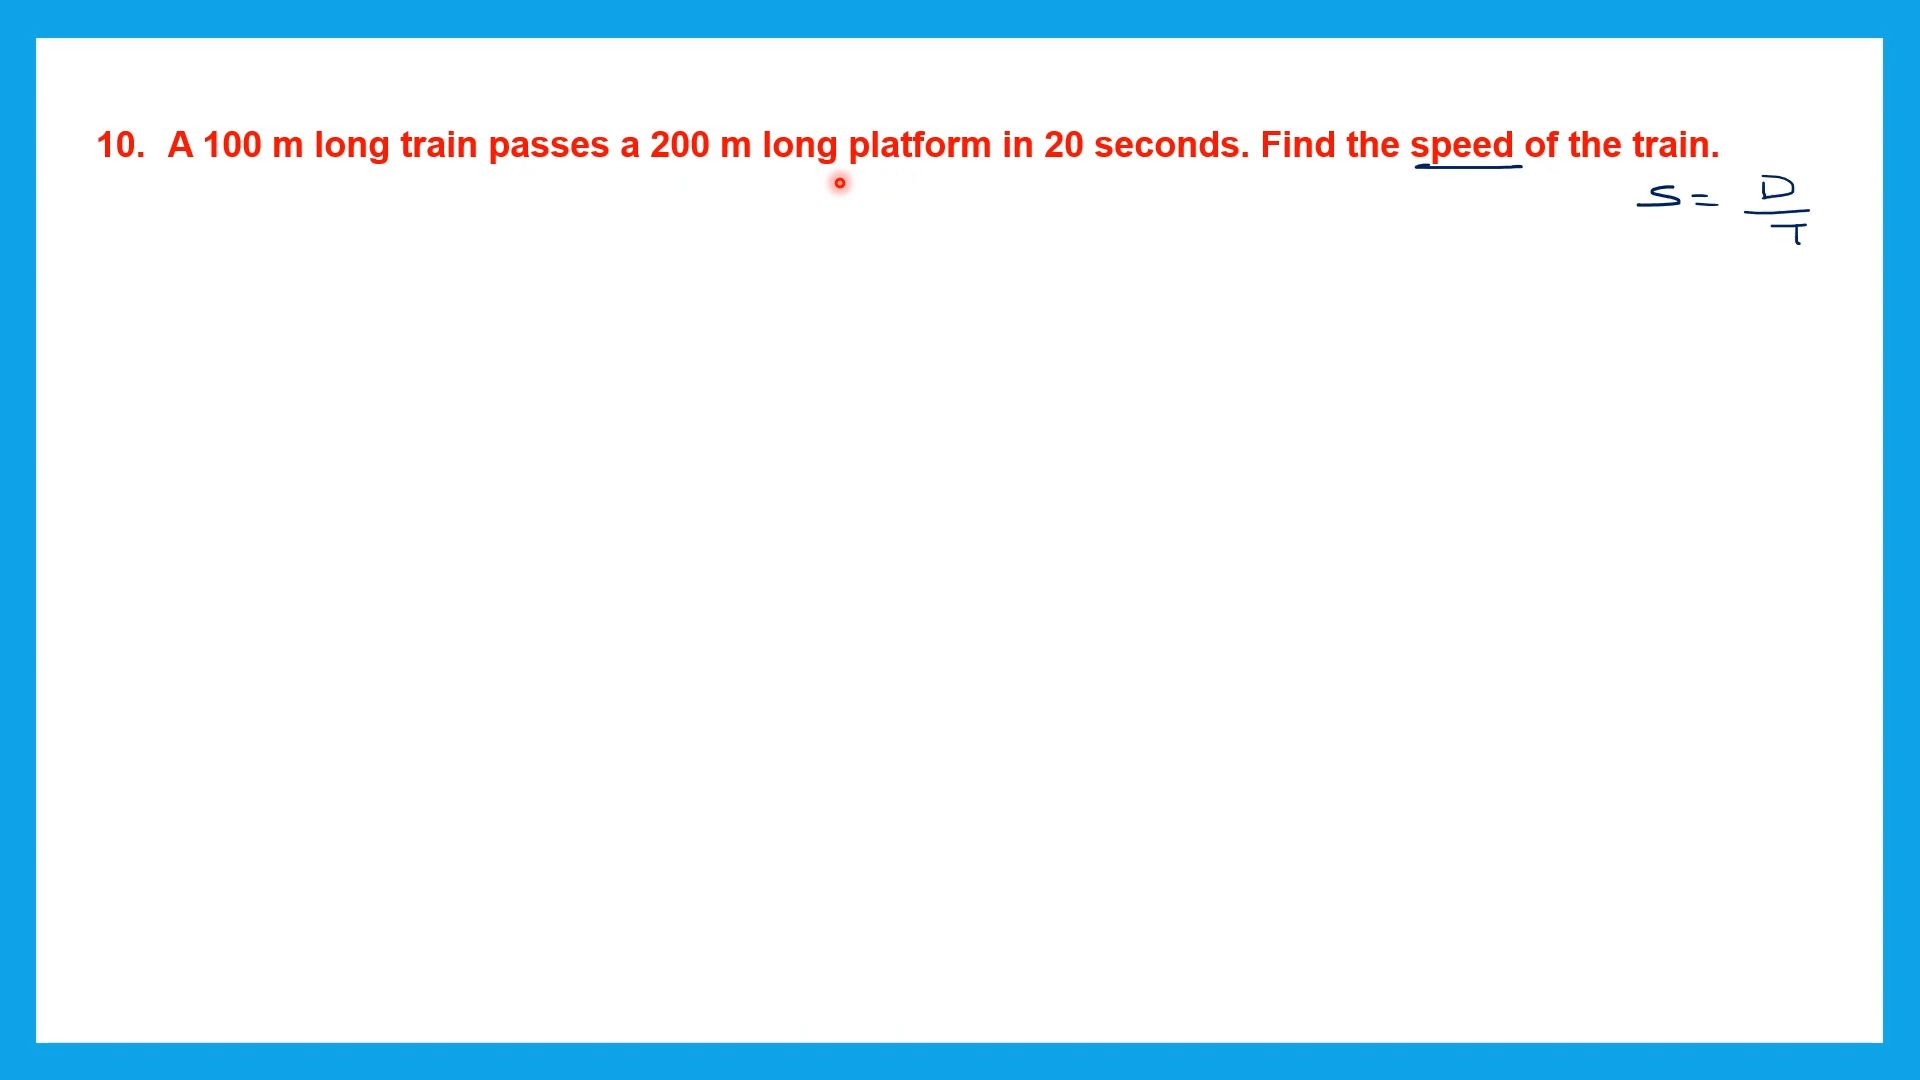 10. A 100 m long train passes a 200 m long platform in 20 seconds. Find the speed of the train.
S = D
T